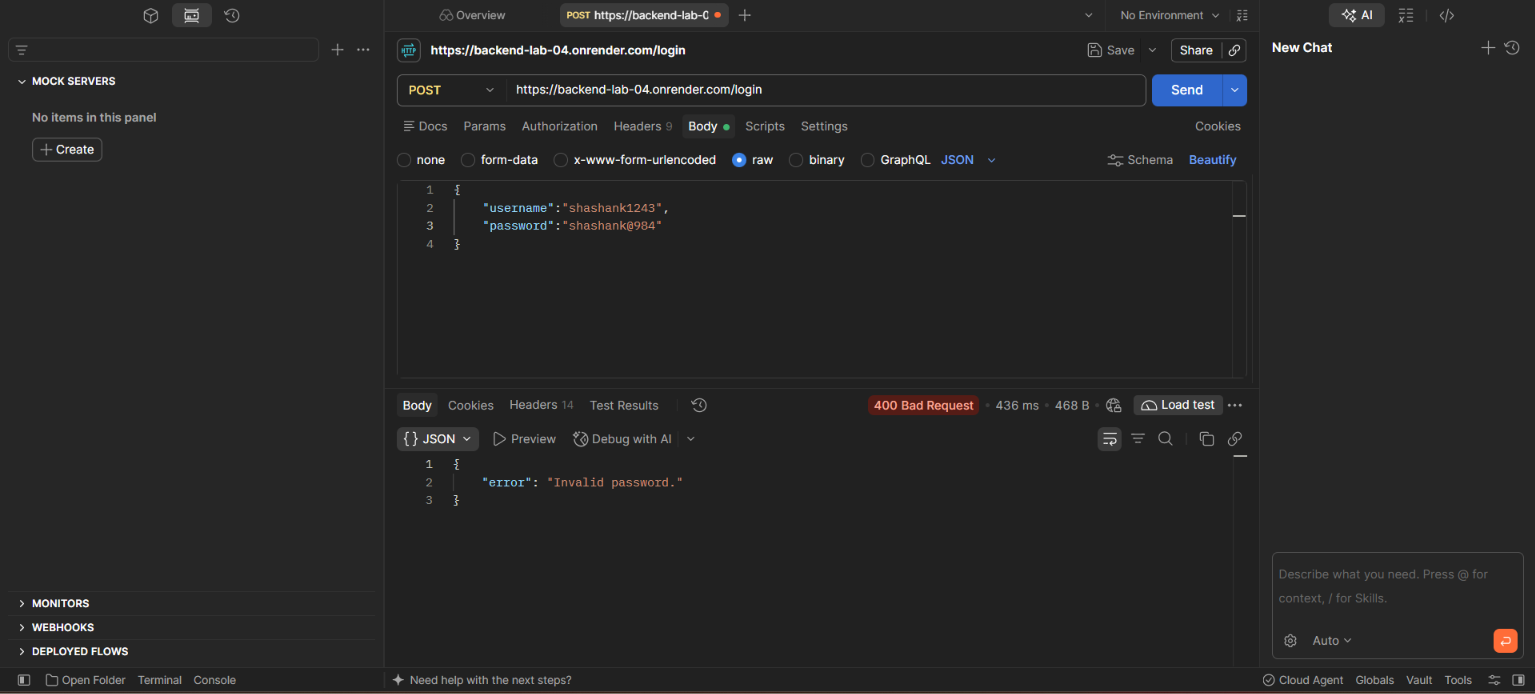 Overview
POST https://backend-lab-0
No Environment
AI
https://backend-lab-04.onrender.com/login
Save
Share
New Chat
MOCK SERVERS
POST
https://backend-lab-04.onrender.com/login
Send
No items in this panel
Create
Docs Params Authorization Headers 9 Body Scripts Settings Cookies
none form-data x-www-form-urlencoded raw binary GraphQL JSON Schema Beautify
1 {
2 "username":"shashank1243",
3 "password":"shashank@984"
4 }
Body Cookies Headers 14 Test Results 400 Bad Request 436 ms 468 B Load test
{} JSON Preview Debug with AI
1 {
2 "error": "Invalid password."
3 }
Describe what you need. Press @ for
context, / for Skills.
Auto
MONITORS
WEBHOOKS
DEPLOYED FLOWS
Open Folder Terminal Console Need help with the next steps? Cloud Agent Globals Vault Tools